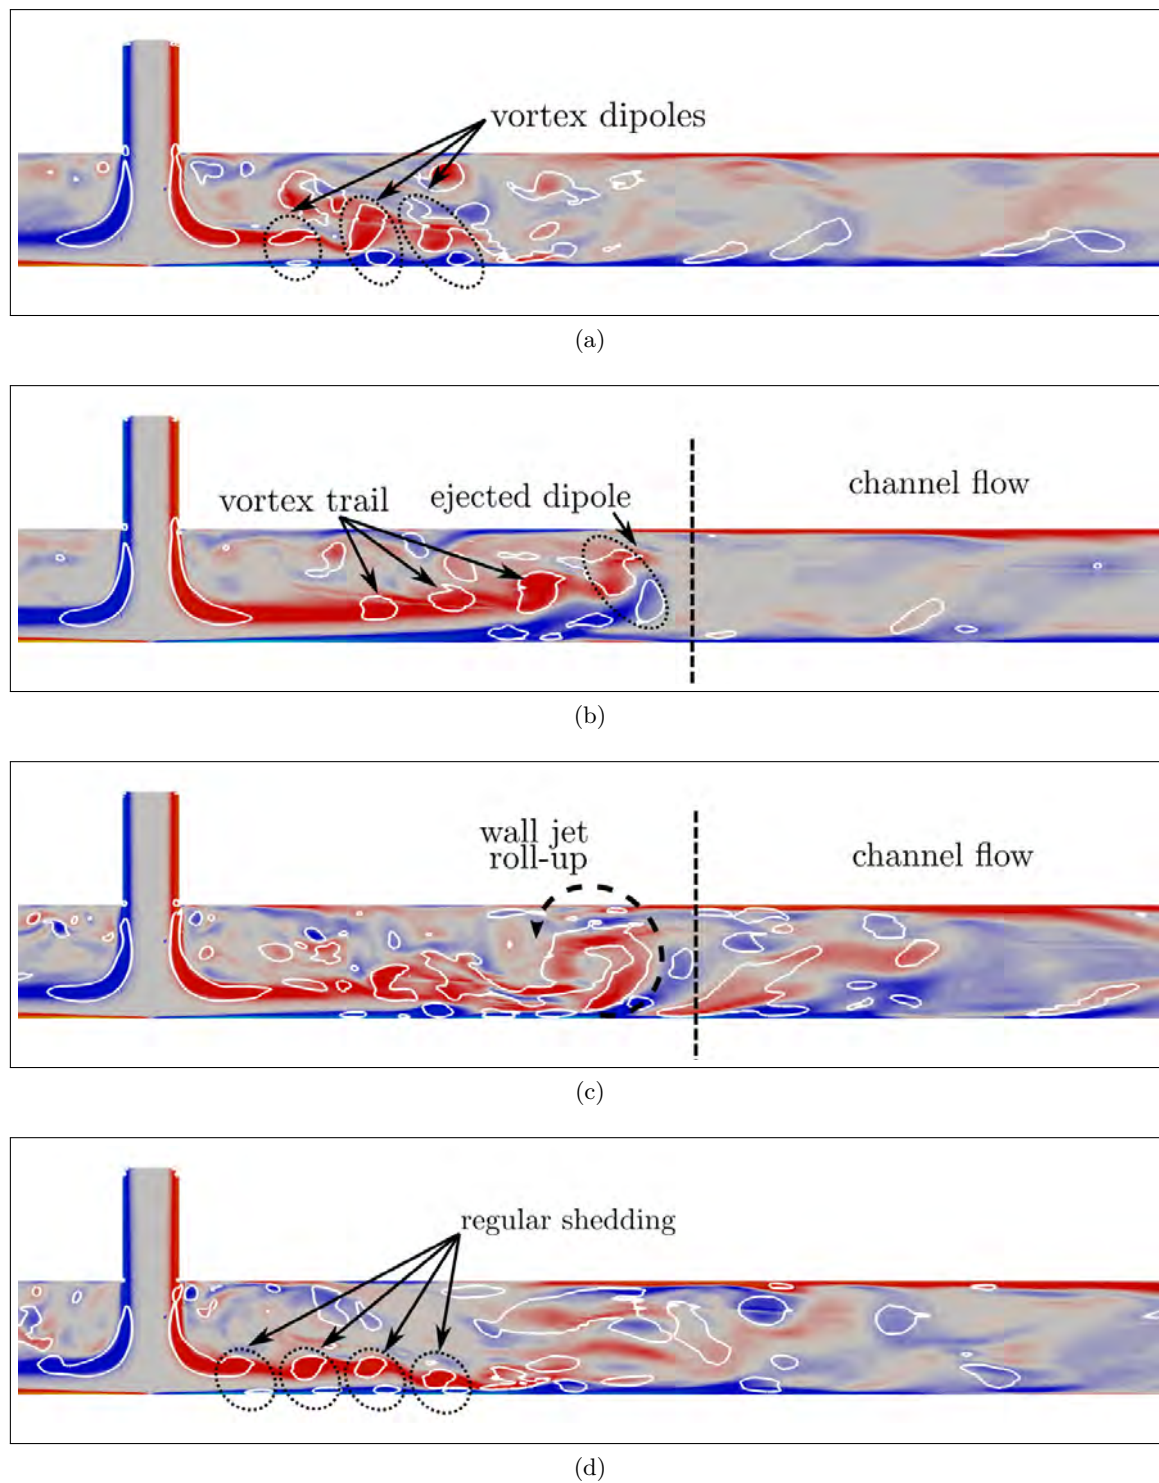 vortex dipoles
(a)
channel flow
ejected dipole
vortex trail
(b)
wall jet
roll-up
channel flow
(c)
regular shedding
(d)